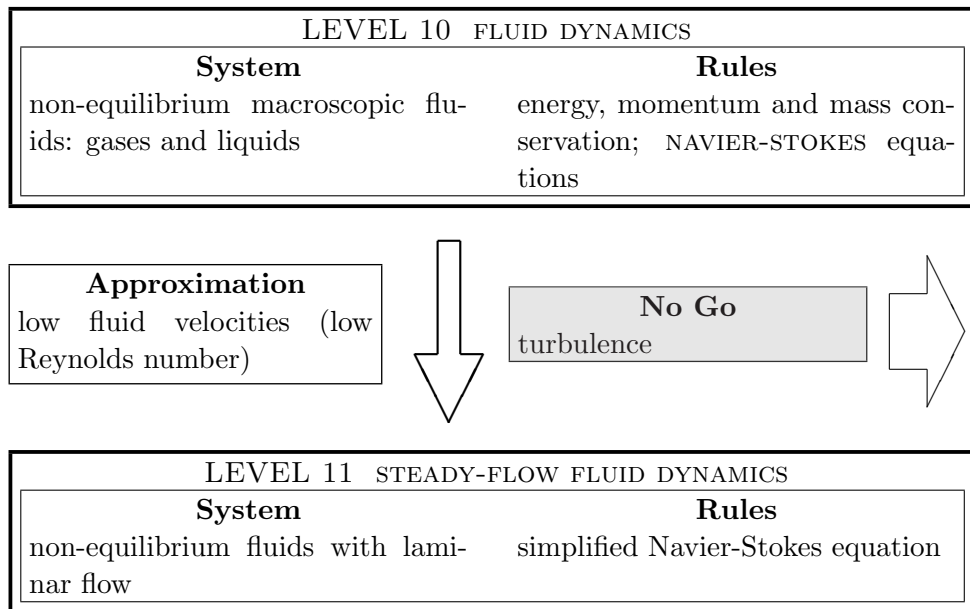 LEVEL 10 FLUID DYNAMICS
System
non-equilibrium macroscopic flu-
ids: gases and liquids
Rules
energy, momentum and mass con-
servation; NAVIER-STOKES equa-
tions
Approximation
low fluid velocities (low
Reynolds number)
No Go
turbulence
LEVEL 11 STEADY-FLOW FLUID DYNAMICS
System
non-equilibrium fluids with lami-
nar flow
Rules
simplified Navier-Stokes equation